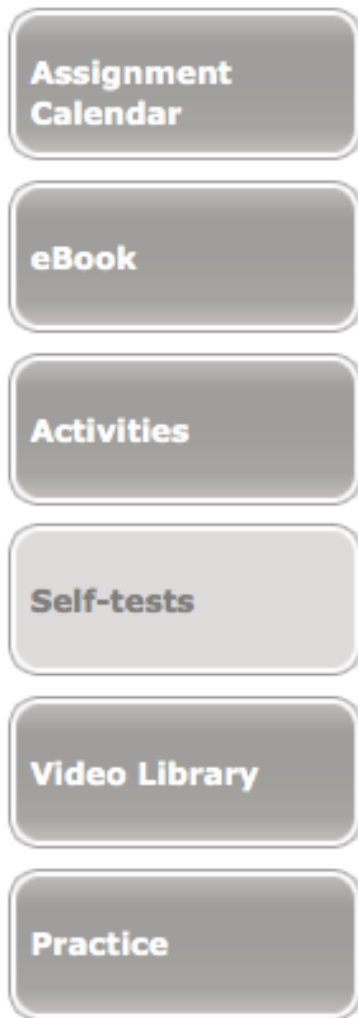 Assignment
Calendar
eBook
Activities
Self-tests
Video Library
Practice